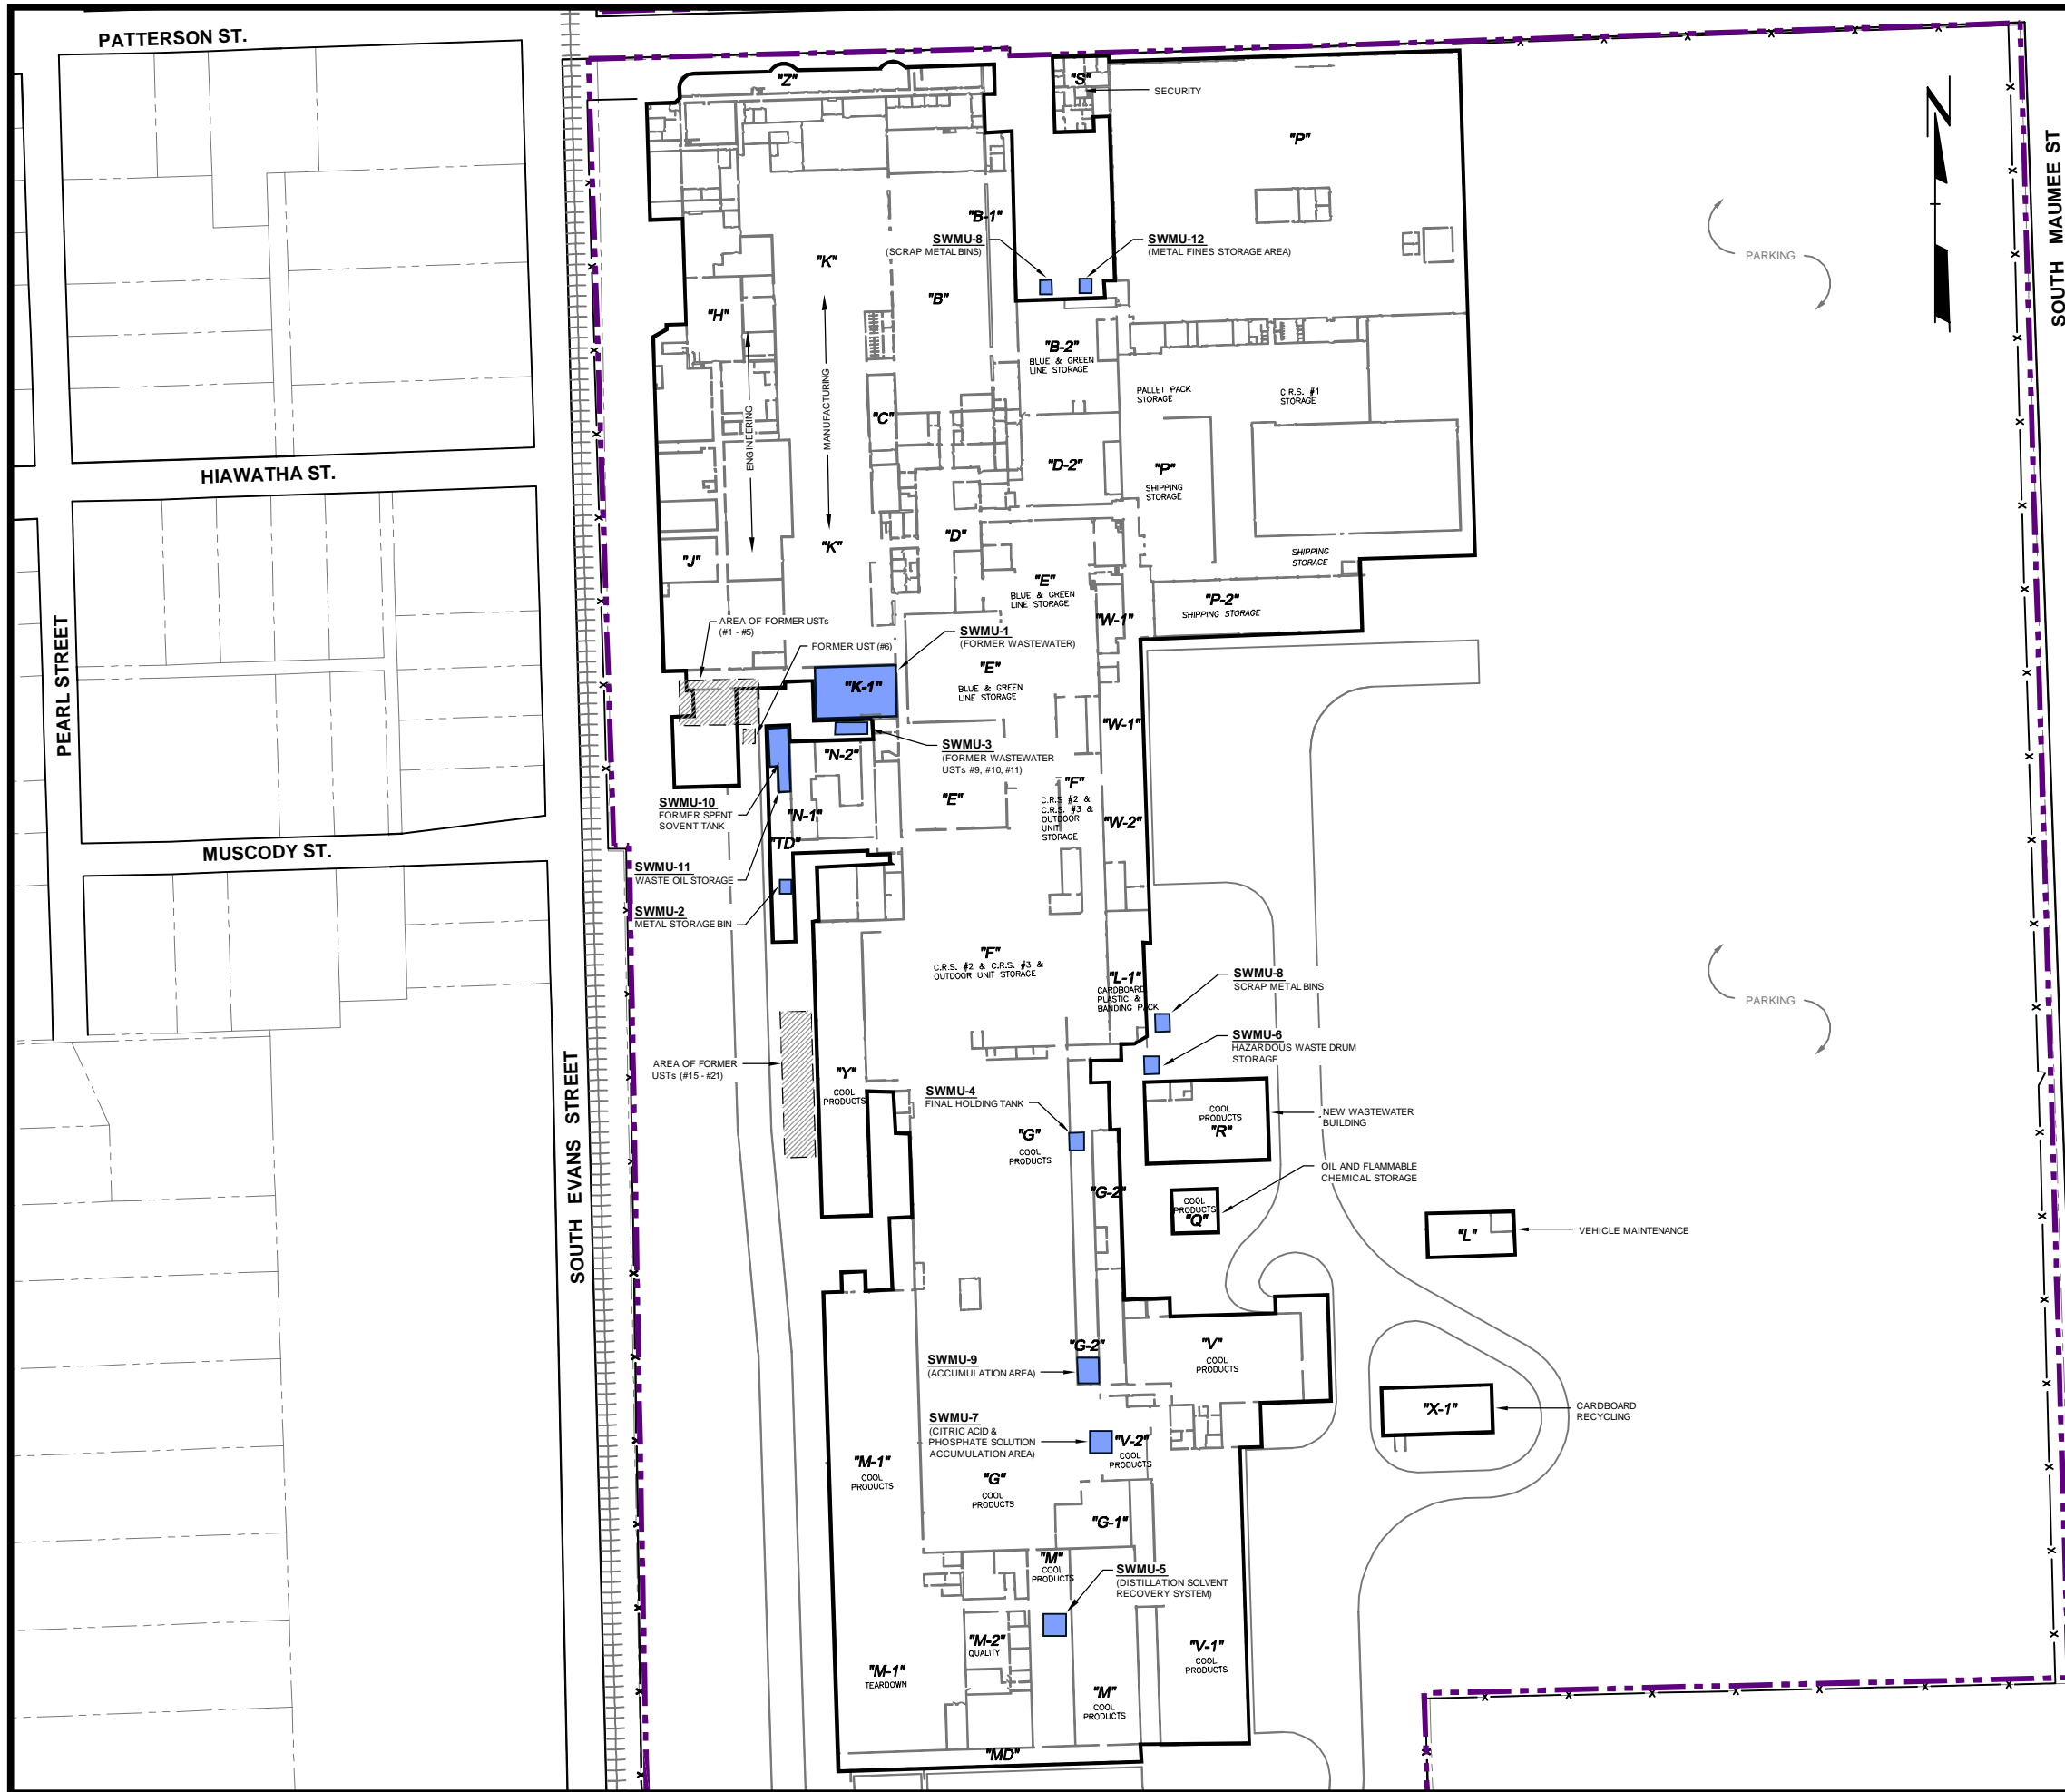 PATTERSON ST.
"Z"
"S"
SECURITY
"P"
SOUTH MAUMEE ST
N
"B-1"
SWMU-8
(SCRAP METAL BINS)
SWMU-12
(METAL FINES STORAGE AREA)
PARKING
"K"
"B"
"H"
"B-2"
BLUE & GREEN
LINE STORAGE
ENGINEERING
MANUFACTURING
PALLET PACK
STORAGE
C.R.S. #1
STORAGE
"C"
HIAWATHA ST.
"D-2"
"P"
SHIPPING
STORAGE
"D"
"K"
"J"
SHIPPING
STORAGE
"E"
BLUE & GREEN
LINE STORAGE
"P-2"
SHIPPING STORAGE
"W-1"
AREA OF FORMER USTs
(#1 - #5)
FORMER UST (#6)
SWMU-1
(FORMER WASTEWATER)
"K-1"
"E"
BLUE & GREEN
LINE STORAGE
PEARL STREET
"W-1"
SWMU-3
(FORMER WASTEWATER
USTs #9, #10, #11)
"N-2"
SWMU-10
FORMER SPENT
SOVENT TANK
"N-1"
"E"
"F"
C.R.S #2 &
C.R.S. #3 &
OUTDOOR
UNIT
STORAGE
"W-2"
"TD"
MUSCODY ST.
SWMU-11
WASTE OIL STORAGE
SWMU-2
METAL STORAGE BIN
"F"
C.R.S. #2 & C.R.S. #3 &
OUTDOOR UNIT STORAGE
"L-1"
CARDBOARD
PLASTIC &
BANDING PACK
SWMU-8
SCRAP METAL BINS
PARKING
SWMU-6
HAZARDOUS WASTE DRUM
STORAGE
SOUTH EVANS STREET
AREA OF FORMER
USTs (#15 - #21)
"Y"
COOL
PRODUCTS
SWMU-4
FINAL HOLDING TANK
"G"
COOL
PRODUCTS
COOL
PRODUCTS
"R"
NEW WASTEWATER
BUILDING
OIL AND FLAMMABLE
CHEMICAL STORAGE
"G-2"
COOL
PRODUCTS
"Q"
"L"
VEHICLE MAINTENANCE
"G-2"
"V"
COOL
PRODUCTS
SWMU-9
(ACCUMULATION AREA)
"X-1"
CARDBOARD
RECYCLING
SWMU-7
(CITRIC ACID &
PHOSPHATE SOLUTION
ACCUMULATION AREA)
"V-2"
COOL
PRODUCTS
"M-1"
COOL
PRODUCTS
"G"
COOL
PRODUCTS
"G-1"
"M"
COOL
PRODUCTS
SWMU-5
(DISTILLATION SOLVENT
RECOVERY SYSTEM)
"M-2"
QUALITY
"V-1"
COOL
PRODUCTS
"M-1"
TEARDOWN
"M"
COOL
PRODUCTS
"MD"